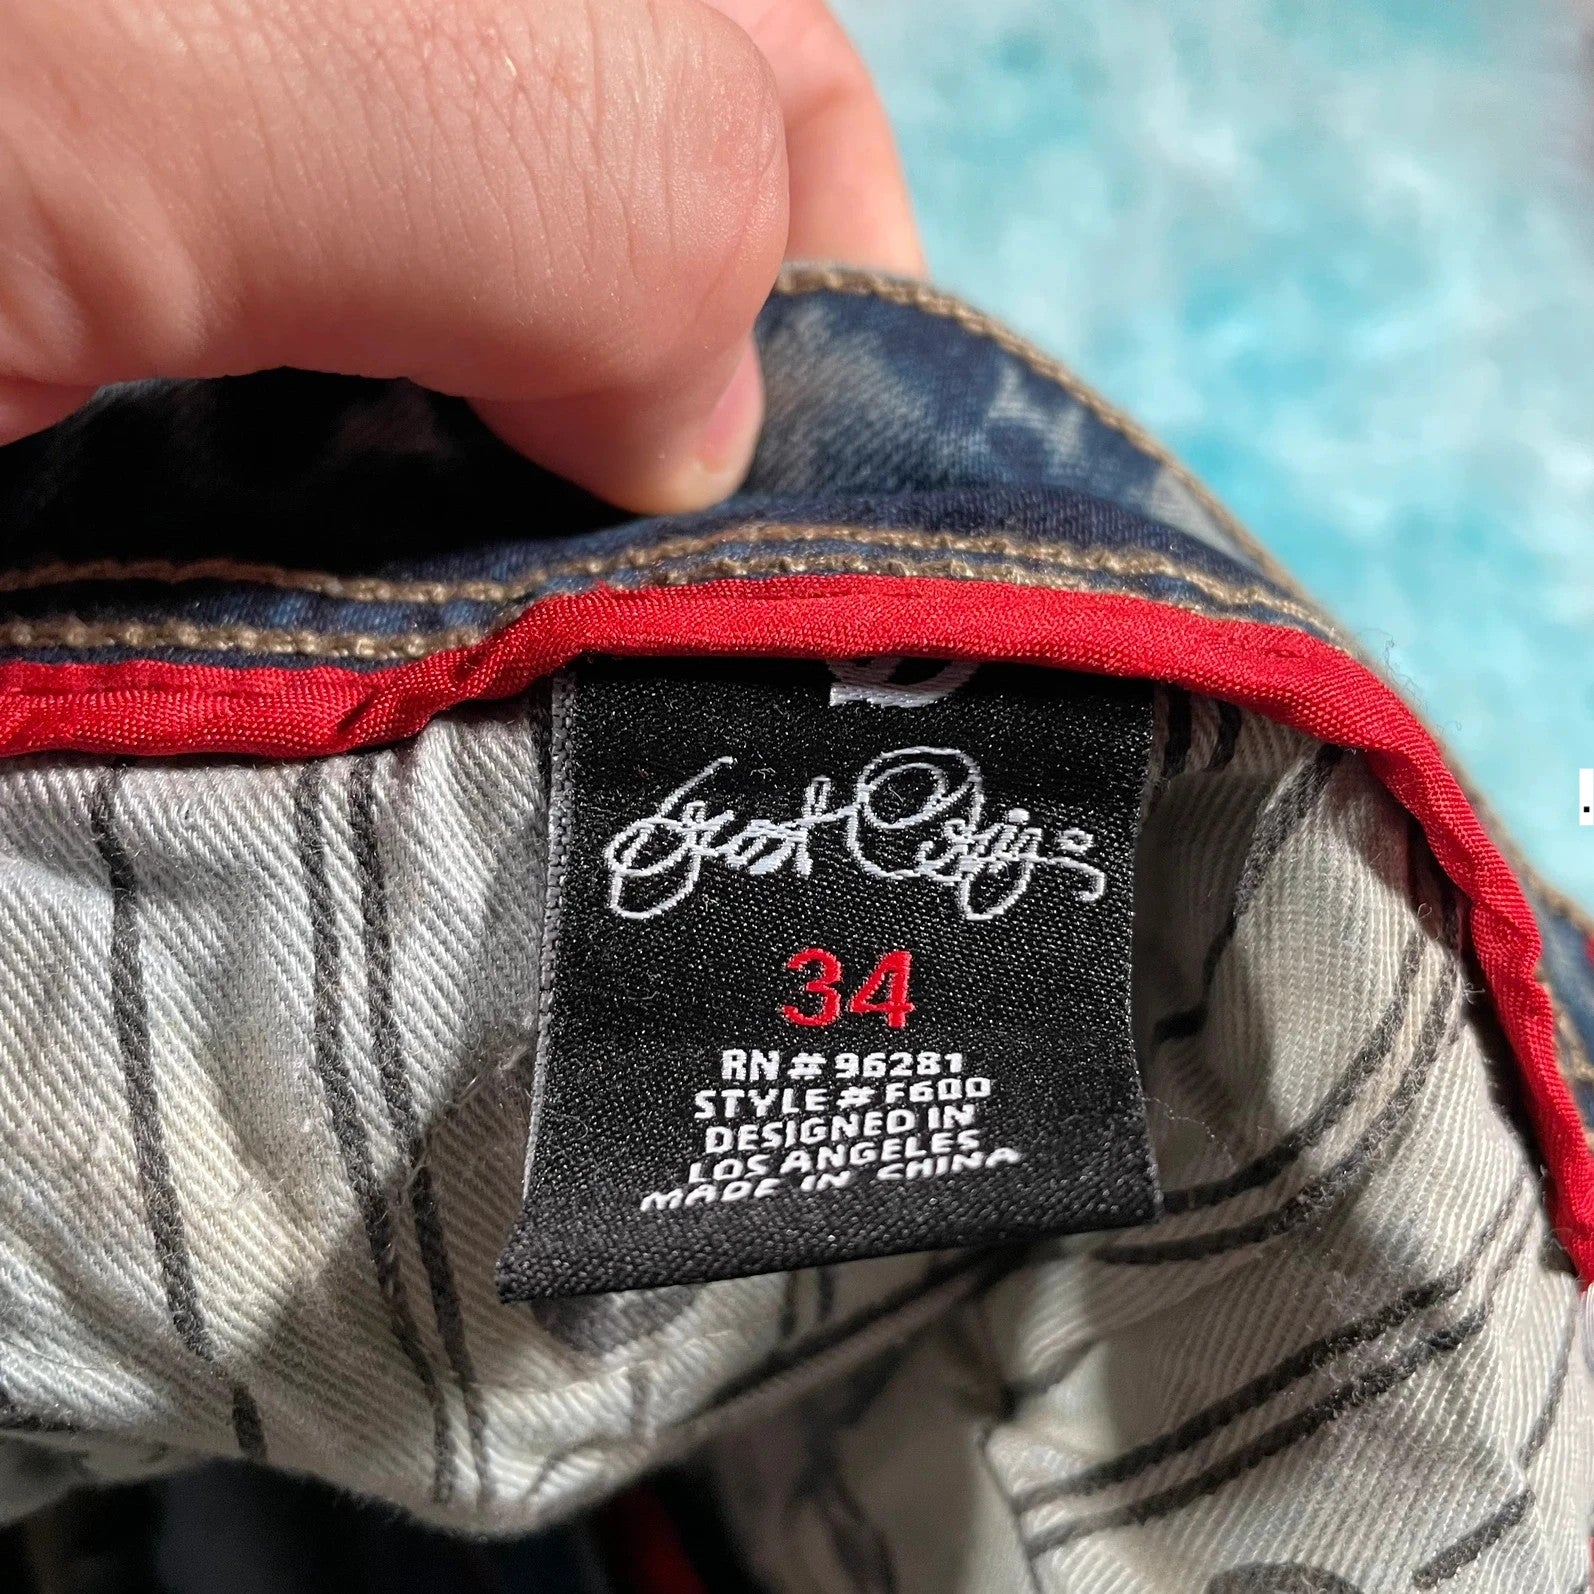 34
RN # 96281
STYLE # F600
DESIGNED IN
LOS ANGELES
MADE IN CHINA